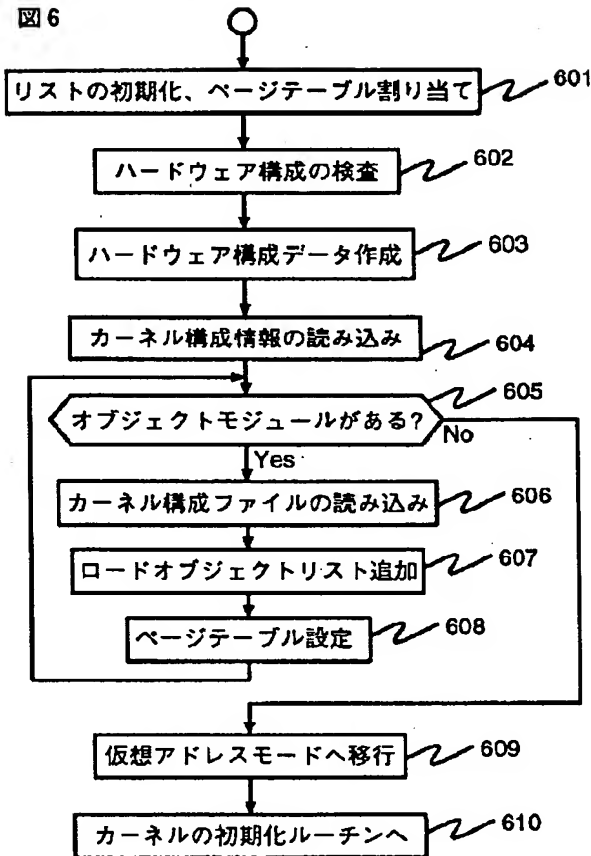 図6
リストの初期化、ページテーブル割り当て 601
ハードウェア構成の検査 602
ハードウェア構成データ作成 603
カーネル構成情報の読み込み 604
オブジェクトモジュールがある? 605
No
Yes
カーネル構成ファイルの読み込み 606
ロードオブジェクトリスト追加 607
ページテーブル設定 608
仮想アドレスモードへ移行 609
カーネルの初期化ルーチンへ 610